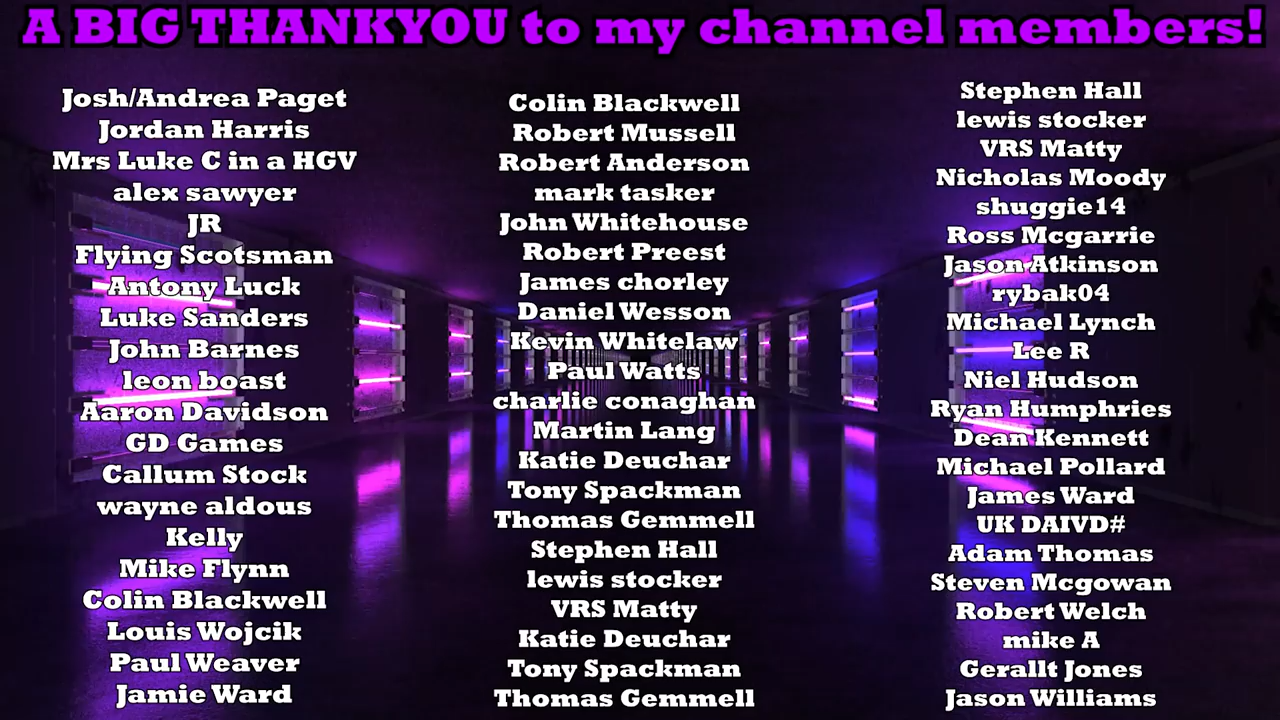 A BIG THANKYOU to my channel members!
Josh/Andrea Paget
Jordan Harris
Mrs Luke C in a HGV
alex sawyer
JR
Flying Scotsman
Antony Luck
Luke Sanders
John Barnes
leon boast
Aaron Davidson
GD Games
Callum Stock
wayne aldous
Kelly
Mike Flynn
Colin Blackwell
Louis Wojcik
Paul Weaver
Jamie Ward
Colin Blackwell
Robert Mussell
Robert Anderson
mark tasker
John Whitehouse
Robert Preest
James chorley
Daniel Wesson
Kevin Whitelaw
Paul Watts
charlie conaghan
Martin Lang
Katie Deuchar
Tony Spackman
Thomas Gemmell
Stephen Hall
lewis stocker
VRS Matty
Katie Deuchar
Tony Spackman
Thomas Gemmell
Stephen Hall
lewis stocker
VRS Matty
Nicholas Moody
shuggie14
Ross Mcgarrie
Jason Atkinson
rybak04
Michael Lynch
Lee R
Niel Hudson
Ryan Humphries
Dean Kennett
Michael Pollard
James Ward
UK DAIVD#
Adam Thomas
Steven Mcgowan
Robert Welch
mike A
Gerallt Jones
Jason Williams